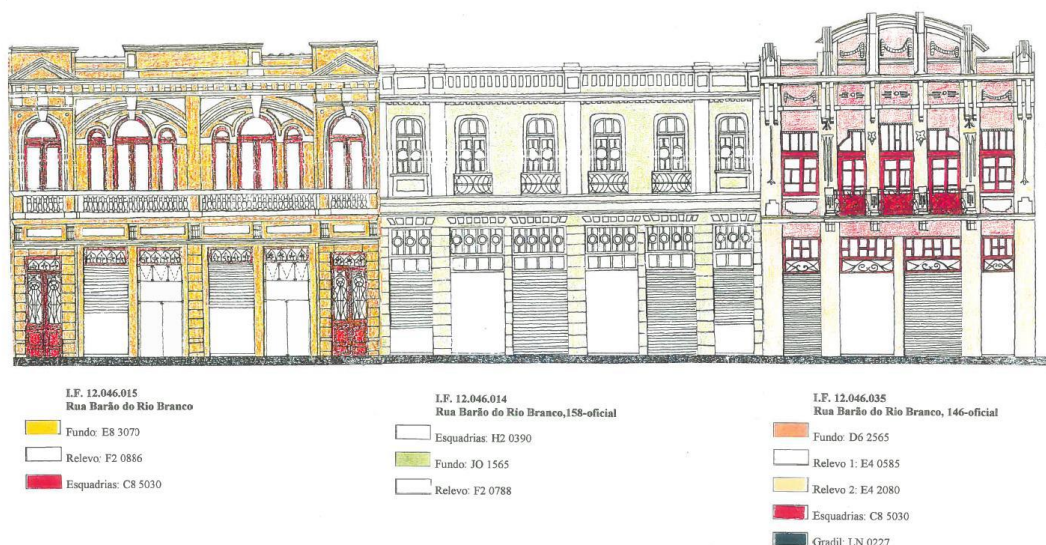 I.F. 12.046.015
Rua Barão do Rio Branco
Fundo: E8 3070
Relevo: F2 0886
Esquadrias: C8 5030
I.F. 12.046.014
Rua Barão do Rio Branco,158-oficial
Esquadrias: H2 0390
Fundo: JO 1565
Relevo: F2 0788
I.F. 12.046.035
Rua Barão do Rio Branco, 146-oficial
Fundo: D6 2565
Relevo 1: E4 0585
Relevo 2: E4 2080
Esquadrias: C8 5030
Gradil: LN 0227